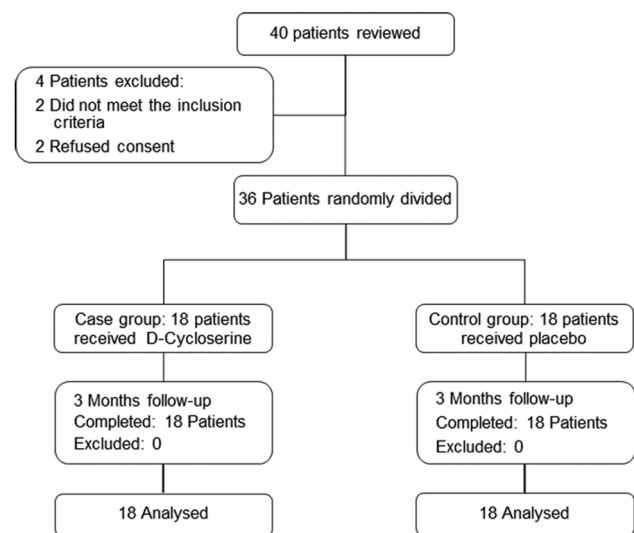 40 patients reviewed
4 Patients excluded:
2 Did not meet the inclusion
criteria
2 Refused consent
36 Patients randomly divided
Case group: 18 patients
received D-Cycloserine
Control group: 18 patients
received placebo
3 Months follow-up
Completed: 18 Patients
Excluded: 0
3 Months follow-up
Completed: 18 Patients
Excluded: 0
18 Analysed
18 Analysed